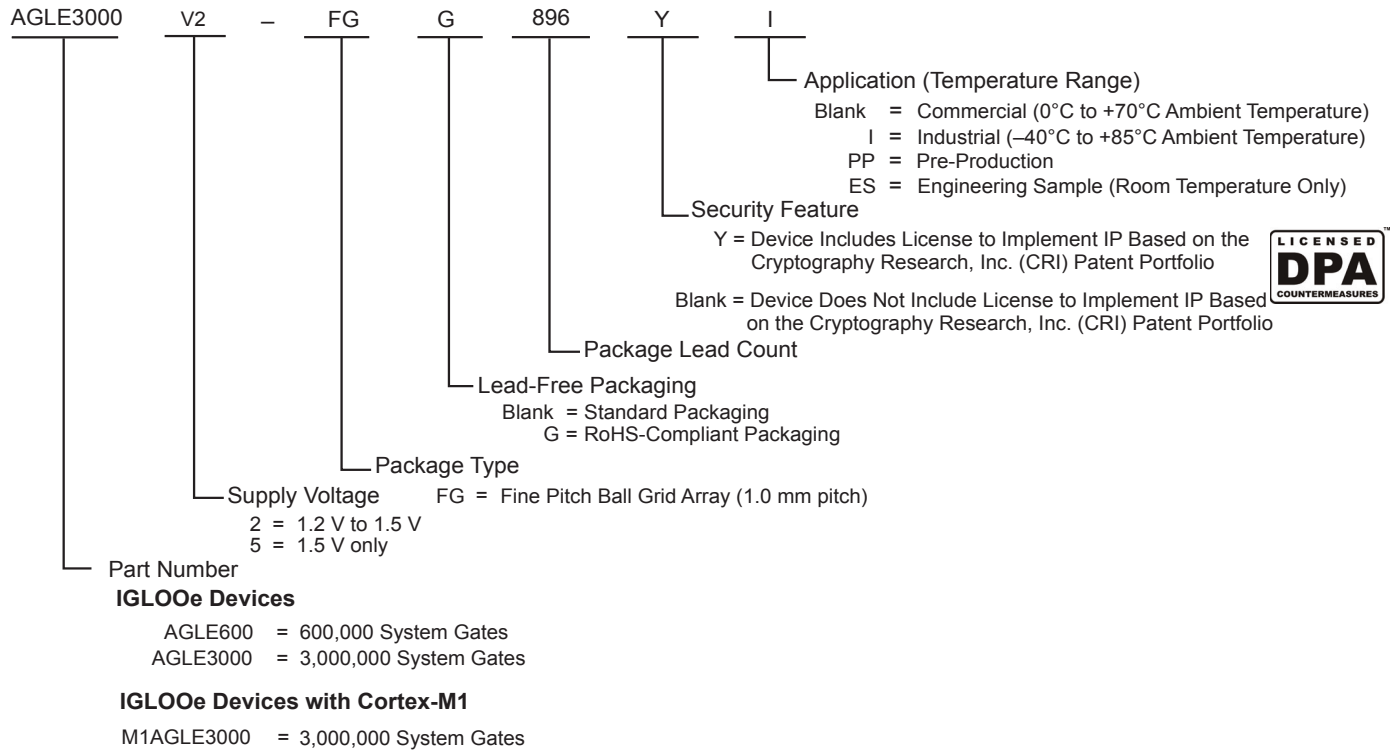 AGLE3000 V2 – FG G 896 Y I
Application (Temperature Range)
Blank = Commercial (0°C to +70°C Ambient Temperature)
I = Industrial (–40°C to +85°C Ambient Temperature)
PP = Pre-Production
ES = Engineering Sample (Room Temperature Only)
Security Feature
Y = Device Includes License to Implement IP Based on the
Cryptography Research, Inc. (CRI) Patent Portfolio
LICENSED
DPA
COUNTERMEASURES
™
Blank = Device Does Not Include License to Implement IP Based
on the Cryptography Research, Inc. (CRI) Patent Portfolio
Package Lead Count
Lead-Free Packaging
Blank = Standard Packaging
G = RoHS-Compliant Packaging
Package Type
FG = Fine Pitch Ball Grid Array (1.0 mm pitch)
Supply Voltage
2 = 1.2 V to 1.5 V
5 = 1.5 V only
Part Number
IGLOOe Devices
AGLE600 = 600,000 System Gates
AGLE3000 = 3,000,000 System Gates
IGLOOe Devices with Cortex-M1
M1AGLE3000 = 3,000,000 System Gates